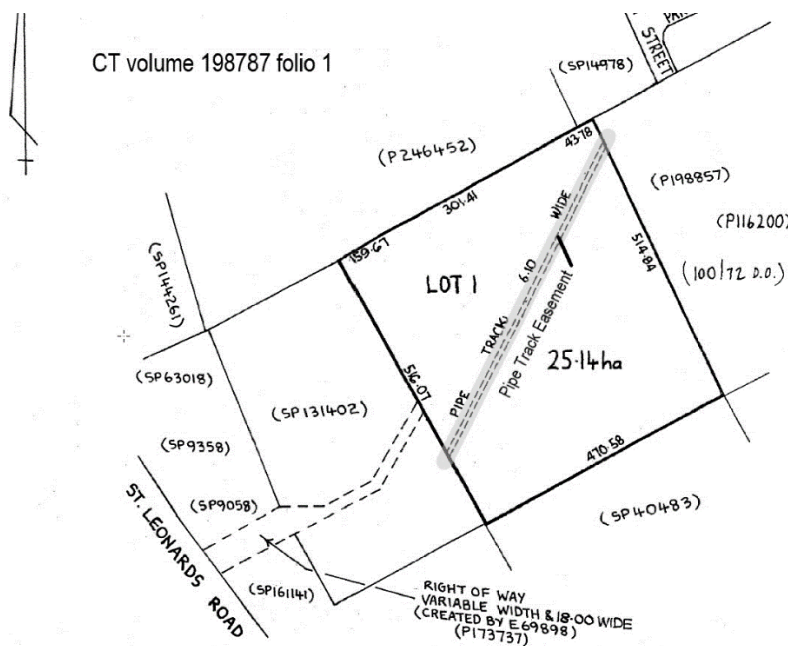 CT volume 198787 folio 1
STREET
(SP14978)
(P246452)
43.78
301.41
159.67
(P198857)
(P116200)
(100/72 D.O.)
514.84
LOT 1
WIDE
6.10
TRACK
PIPE
Pipe Track Easement
25.14ha
516.07
470.58
(SP144261)
(SP63018)
(SP131402)
(SP9358)
(SP9058)
(SP40483)
ST. LEONARDS ROAD
(SP161141)
RIGHT OF WAY
VARIABLE WIDTH & 18.00 WIDE
(CREATED BY E69898)
(P173737)